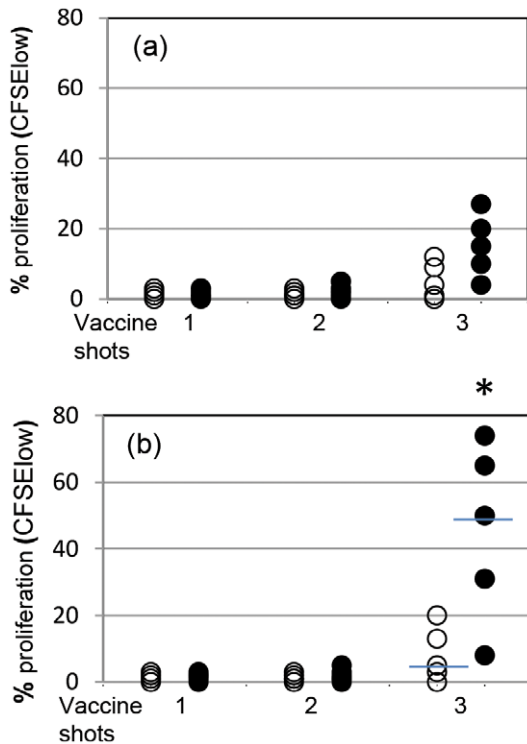 (a)
% proliferation (CFSElow)
80
60
40
20
0
Vaccine shots
1 2 3
(b)
*
% proliferation (CFSElow)
80
60
40
20
0
Vaccine shots
1 2 3